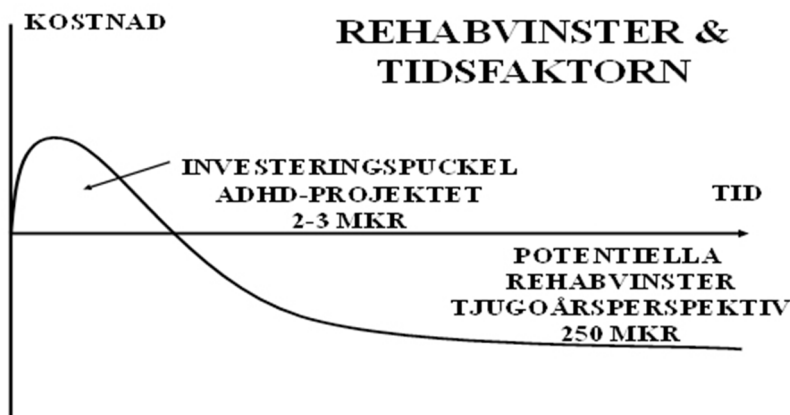 KOSTNAD
REHABVINSTER &
TIDSFAKTORN
INVESTERINGSPUCKEL
ADHD-PROJEKTET
2-3 MKR
TID
POTENTIELLA
REHABVINSTER
TJUGOÅRSPERSPEKTIV
250 MKR